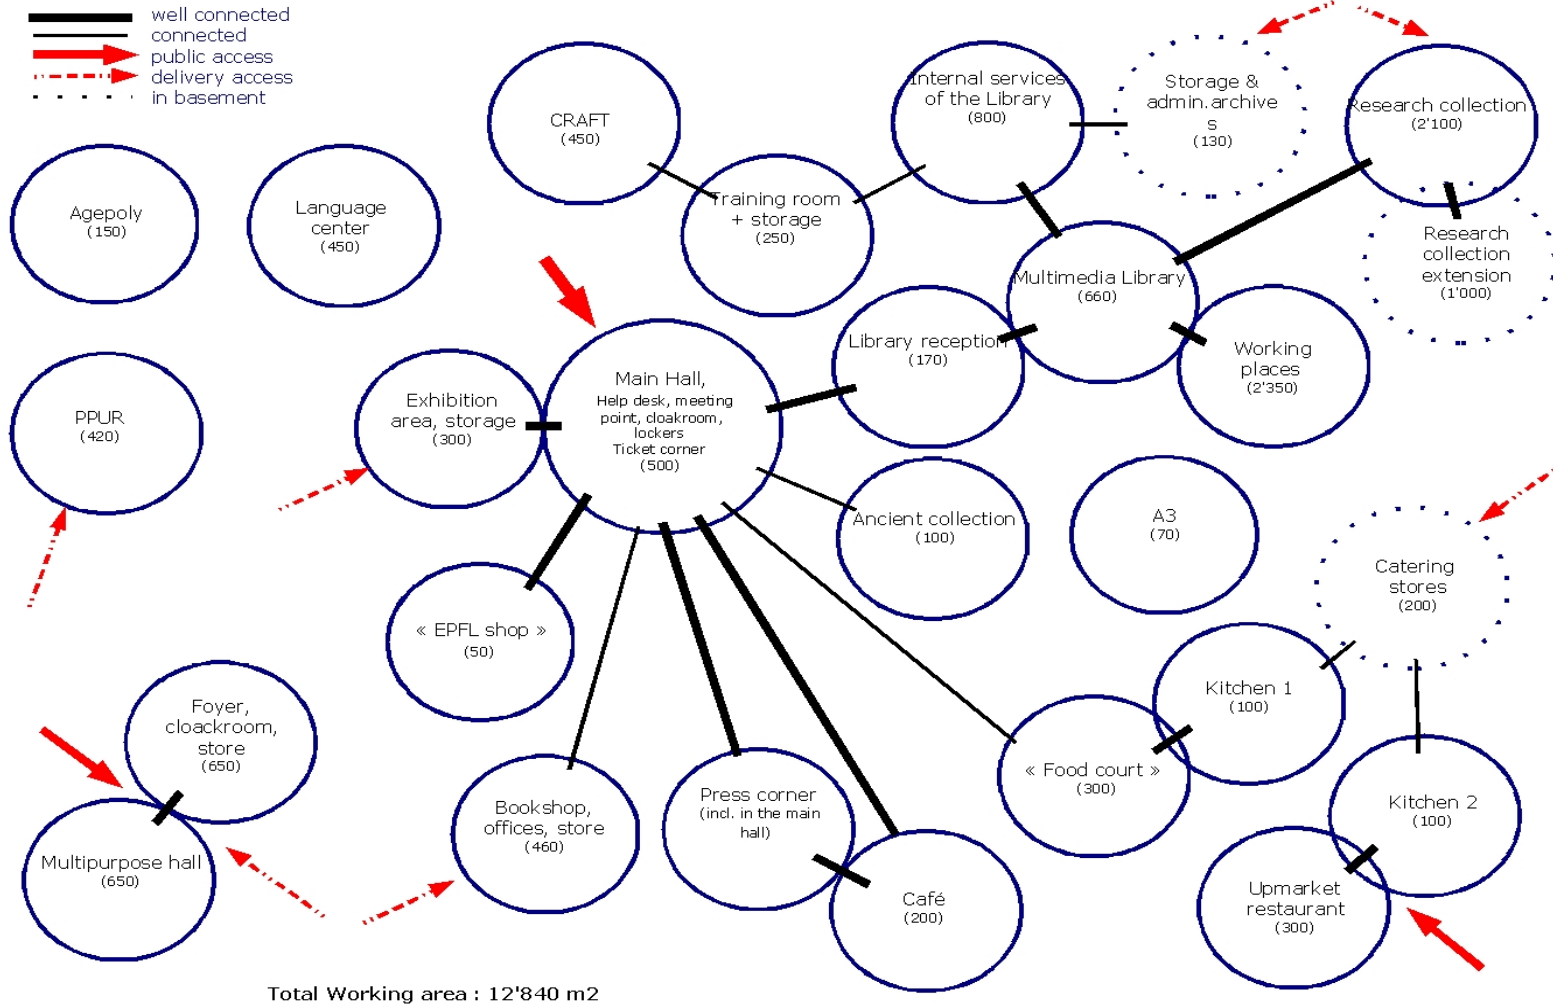 well connected
connected
public access
delivery access
in basement
CRAFT
(450)
Internal services
of the Library
(800)
Storage &
admin.archive
s
(130)
Research collection
(2'100)
Agepoly
(150)
Language
center
(450)
Training room
+ storage
(250)
Multimedia Library
(660)
Research
collection
extension
(1'000)
Library reception
(170)
Working
places
(2'350)
PPUR
(420)
Exhibition
area, storage
(300)
Main Hall,
Help desk, meeting
point, cloakroom,
lockers
Ticket corner
(500)
Ancient collection
(100)
A3
(70)
Catering
stores
(200)
« EPFL shop »
(50)
Kitchen 1
(100)
Foyer,
cloackroom,
store
(650)
« Food court »
(300)
Press corner
(incl. in the main
hall)
Bookshop,
offices, store
(460)
Kitchen 2
(100)
Multipurpose hall
(650)
Café
(200)
Upmarket
restaurant
(300)
Total Working area : 12'840 m2